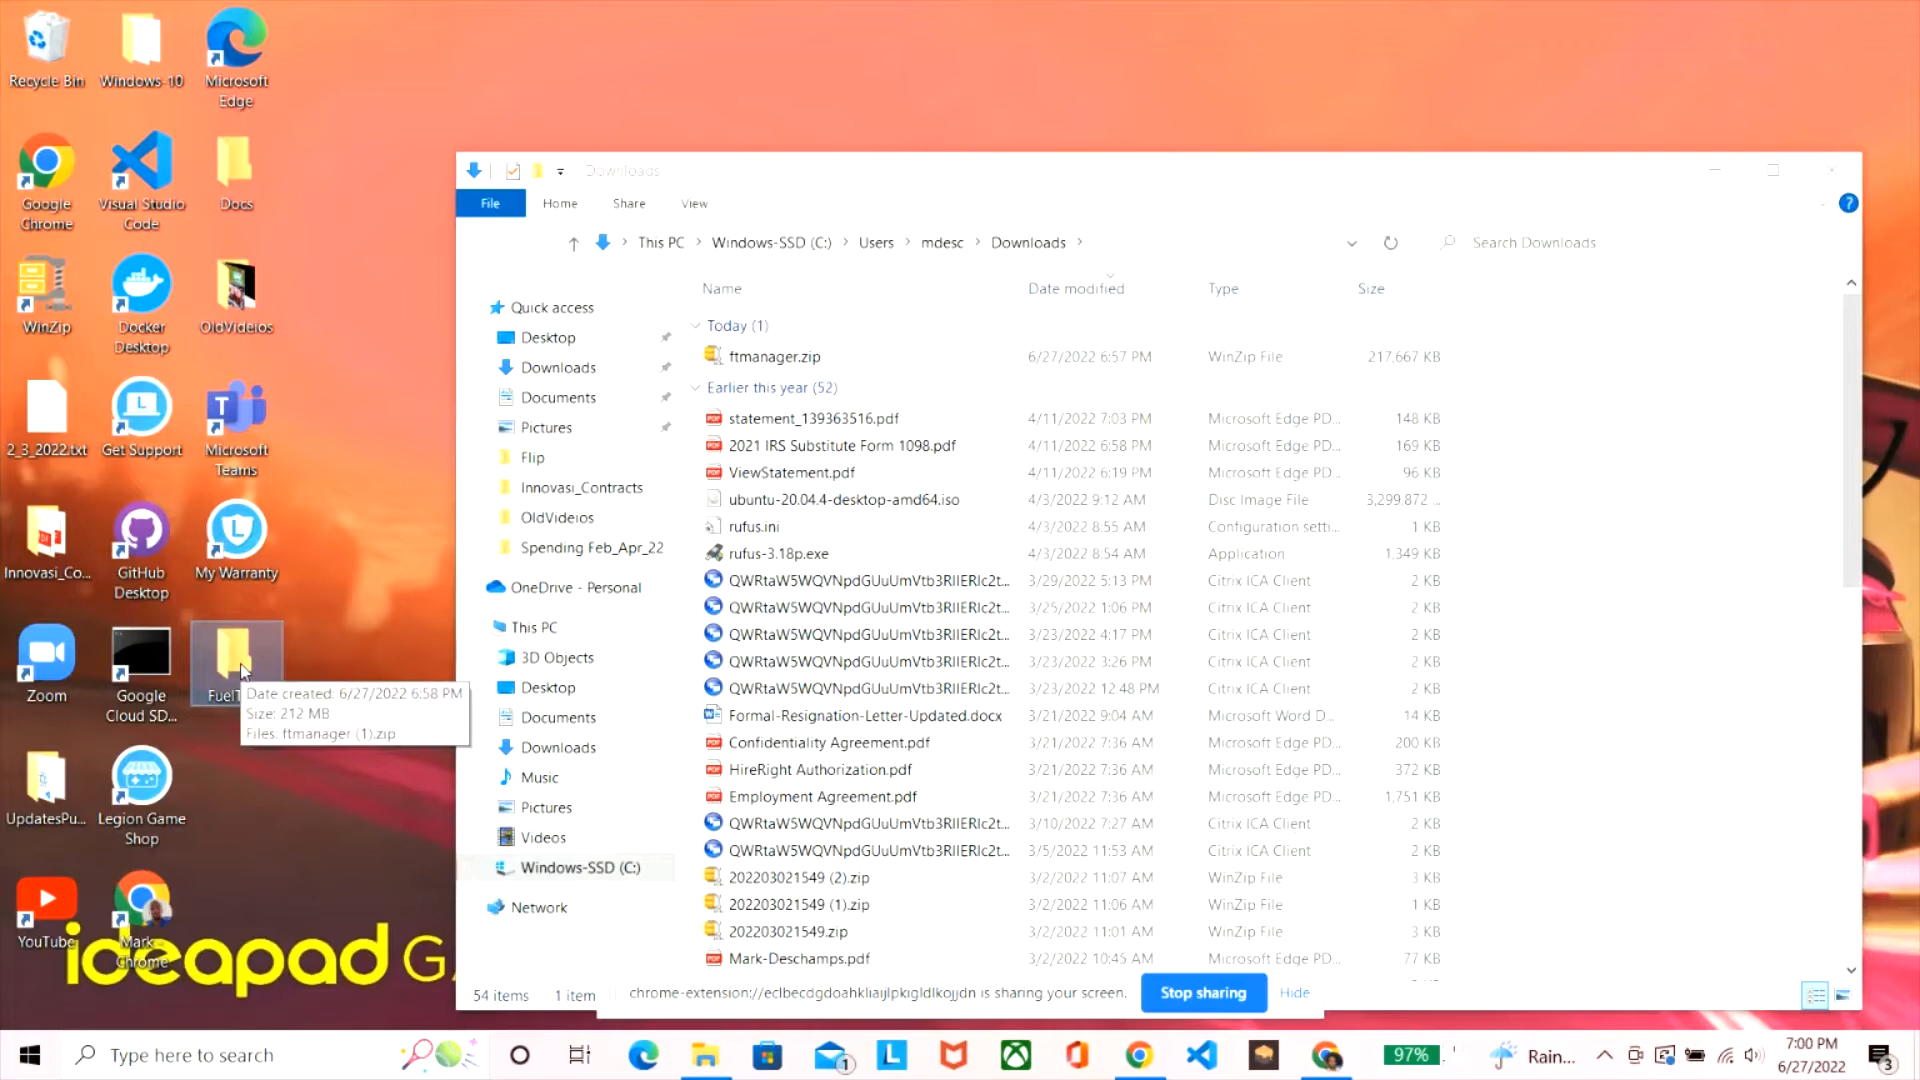 Recycle Bin
Windows-10
Microsoft
Edge
Google
Chrome
Visual Studio
Code
Docs
WinZip
Docker
Desktop
OldVideios
2_3_2022.txt
Get Support
Microsoft
Teams
Innovasi_Co...
GitHub
Desktop
My Warranty
Zoom
Google
Cloud SD...
Date created: 6/27/2022 6:58 PM
Size: 212 MB
Files: ftmanager (1).zip
UpdatesPu...
Legion Game
Shop
YouTube
Mark -
Chrome
ideapad
Downloads
File
Home
Share
View
This PC
Windows-SSD (C:)
Users
mdesc
Downloads
Search Downloads
Name
Date modified
Type
Size
Quick access
Desktop
Downloads
Documents
Pictures
Flip
Innovasi_Contracts
OldVideios
Spending Feb_Apr_22
OneDrive - Personal
This PC
3D Objects
Desktop
Documents
Downloads
Music
Pictures
Videos
Windows-SSD (C:)
Network
Today (1)
ftmanager.zip 6/27/2022 6:57 PM WinZip File 217,667 KB
Earlier this year (52)
statement_139363516.pdf 4/11/2022 7:03 PM Microsoft Edge PD... 148 KB
2021 IRS Substitute Form 1098.pdf 4/11/2022 6:58 PM Microsoft Edge PD... 169 KB
ViewStatement.pdf 4/11/2022 6:19 PM Microsoft Edge PD... 96 KB
ubuntu-20.04.4-desktop-amd64.iso 4/3/2022 9:12 AM Disc Image File 3,299,872 ...
rufus.ini 4/3/2022 8:55 AM Configuration setti... 1 KB
rufus-3.18p.exe 4/3/2022 8:54 AM Application 1,349 KB
QWRtaW5WQVNpdGUuUmVtb3RlIERlc2t... 3/29/2022 5:13 PM Citrix ICA Client 2 KB
QWRtaW5WQVNpdGUuUmVtb3RlIERlc2t... 3/25/2022 1:06 PM Citrix ICA Client 2 KB
QWRtaW5WQVNpdGUuUmVtb3RlIERlc2t... 3/23/2022 4:17 PM Citrix ICA Client 2 KB
QWRtaW5WQVNpdGUuUmVtb3RlIERlc2t... 3/23/2022 3:26 PM Citrix ICA Client 2 KB
QWRtaW5WQVNpdGUuUmVtb3RlIERlc2t... 3/23/2022 12:48 PM Citrix ICA Client 2 KB
Formal-Resignation-Letter-Updated.docx 3/21/2022 9:04 AM Microsoft Word D... 14 KB
Confidentiality Agreement.pdf 3/21/2022 7:36 AM Microsoft Edge PD... 200 KB
HireRight Authorization.pdf 3/21/2022 7:36 AM Microsoft Edge PD... 372 KB
Employment Agreement.pdf 3/21/2022 7:36 AM Microsoft Edge PD... 1,751 KB
QWRtaW5WQVNpdGUuUmVtb3RlIERlc2t... 3/10/2022 7:27 AM Citrix ICA Client 2 KB
QWRtaW5WQVNpdGUuUmVtb3RlIERlc2t... 3/5/2022 11:53 AM Citrix ICA Client 2 KB
202203021549 (2).zip 3/2/2022 11:07 AM WinZip File 3 KB
202203021549 (1).zip 3/2/2022 11:06 AM WinZip File 1 KB
202203021549.zip 3/2/2022 11:01 AM WinZip File 3 KB
Mark-Deschamps.pdf 3/2/2022 10:45 AM Microsoft Edge PD... 77 KB
54 items
1 item
chrome-extension://eclbecdgdoahkliaijlpkigldlkojjdn is sharing your screen.
Stop sharing
Hide
Type here to search
1
97%
Rain...
7:00 PM
6/27/2022
3